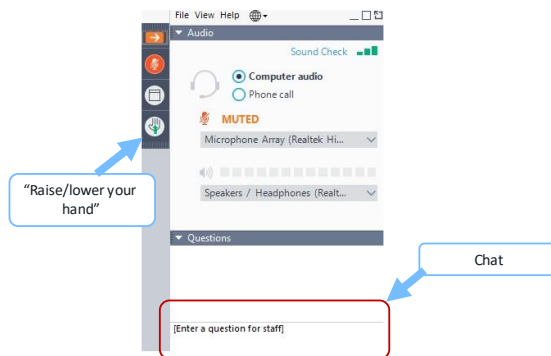 File View Help
Audio
Sound Check
Computer audio
Phone call
MUTED
Microphone Array (Realtek Hi...
Speakers / Headphones (Realt...
“Raise/lower your
hand”
Questions
Chat
[Enter a question for staff]